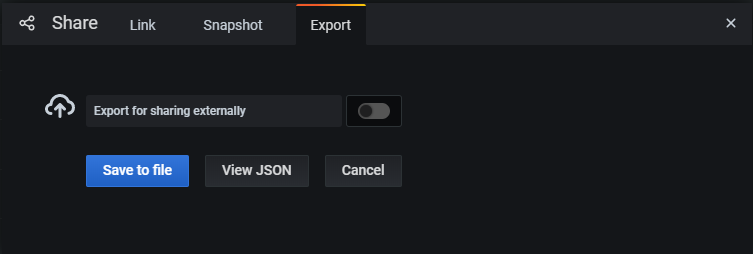 Share Link Snapshot Export
Export for sharing externally
Save to file View JSON Cancel